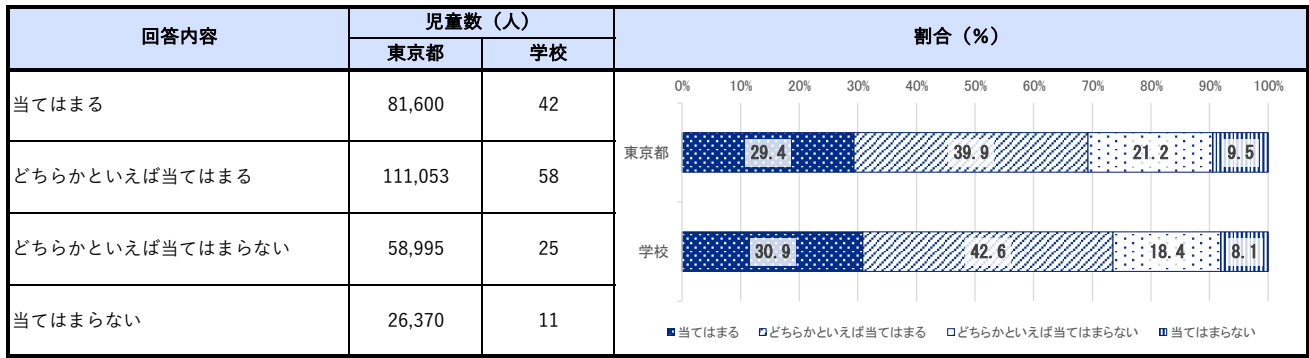 回答内容
児童数（人）
東京都
学校
割合（%）
当てはまる
81,600
42
どちらかといえば当てはまる
111,053
58
どちらかといえば当てはまらない
58,995
25
当てはまらない
26,370
11
0% 10% 20% 30% 40% 50% 60% 70% 80% 90% 100%
東京都
29.4 39.9 21.2 9.5
学校
30.9 42.6 18.4 8.1
当てはまる どちらかといえば当てはまる どちらかといえば当てはまらない 当てはまらない